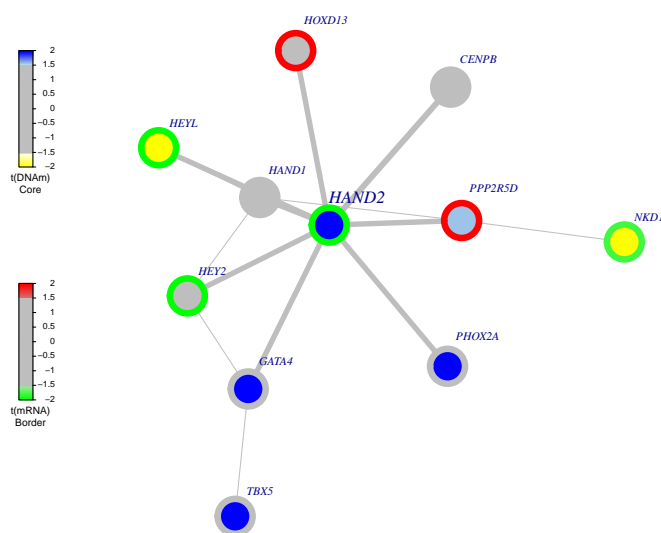 HOXD13
CENPB
2
1.5
1
0.5
0
−0.5
−1
−1.5
−2
t(DNAm)
Core
HEYL
HAND1
HAND2
PPP2R5D
NKD1
HEY2
2
1.5
1
0.5
0
−0.5
−1
−1.5
−2
t(mRNA)
Border
PHOX2A
GATA4
TBX5